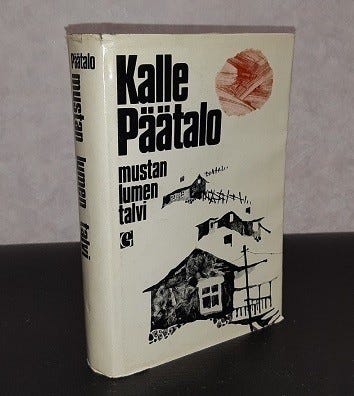 Kalle
Päätalo
mustan
lumen
talvi
G
Päätalo
mustan lumen talvi